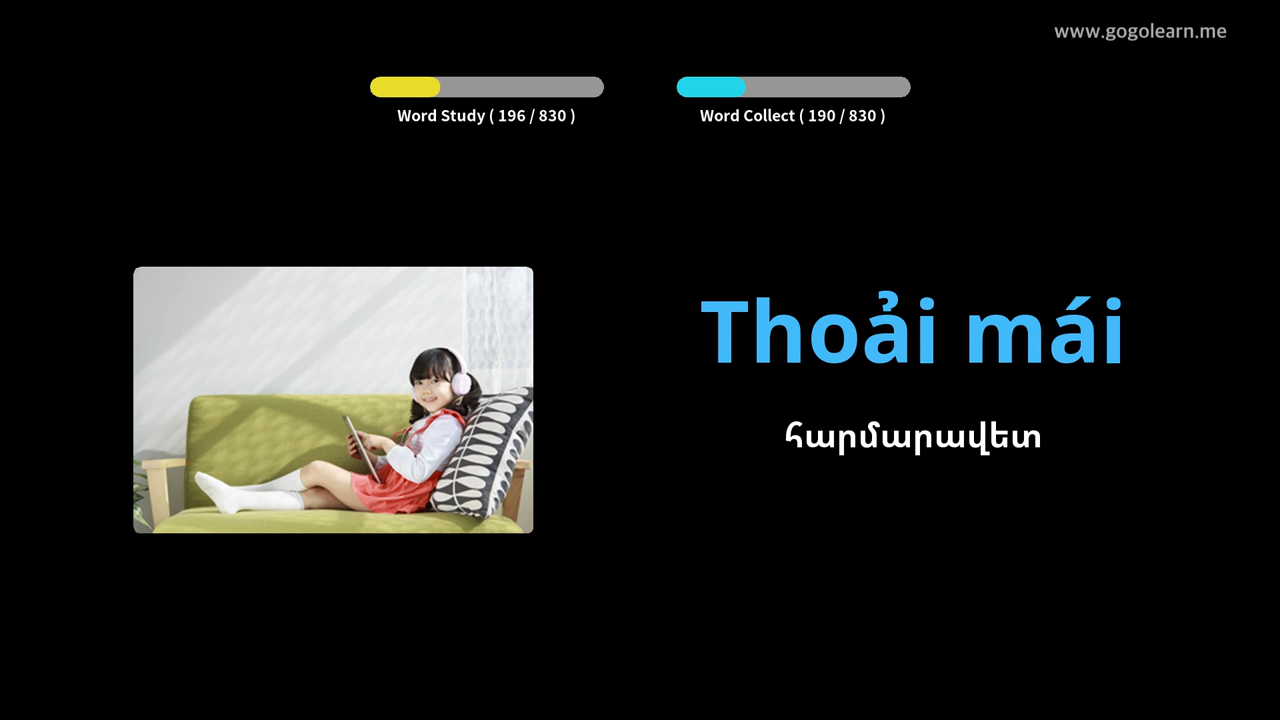 www.gogolearn.me
Word Study ( 196 / 830 )
Word Collect ( 190 / 830 )
Thoải mái
հարմարավետ